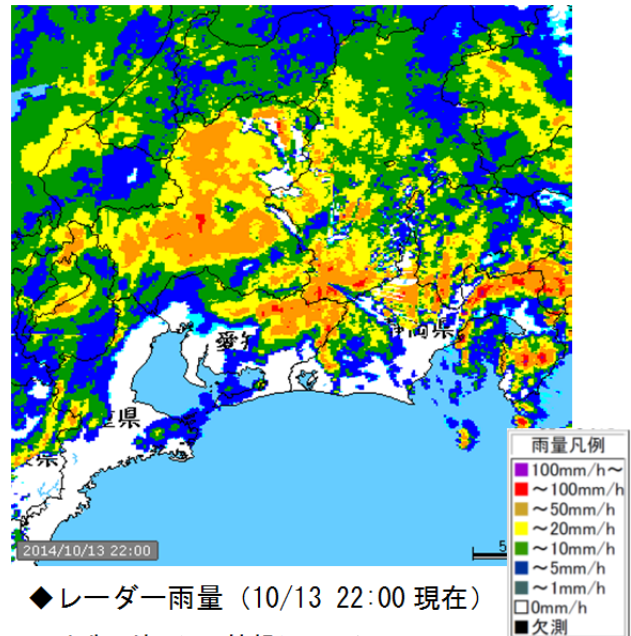 愛知
静岡県
県
県
2014/10/13 22:00
5
雨量凡例
100mm/h～
～100mm/h
～50mm/h
～20mm/h
～10mm/h
～5mm/h
～1mm/h
0mm/h
欠測
◆レーダー雨量（10/13 22:00 現在）